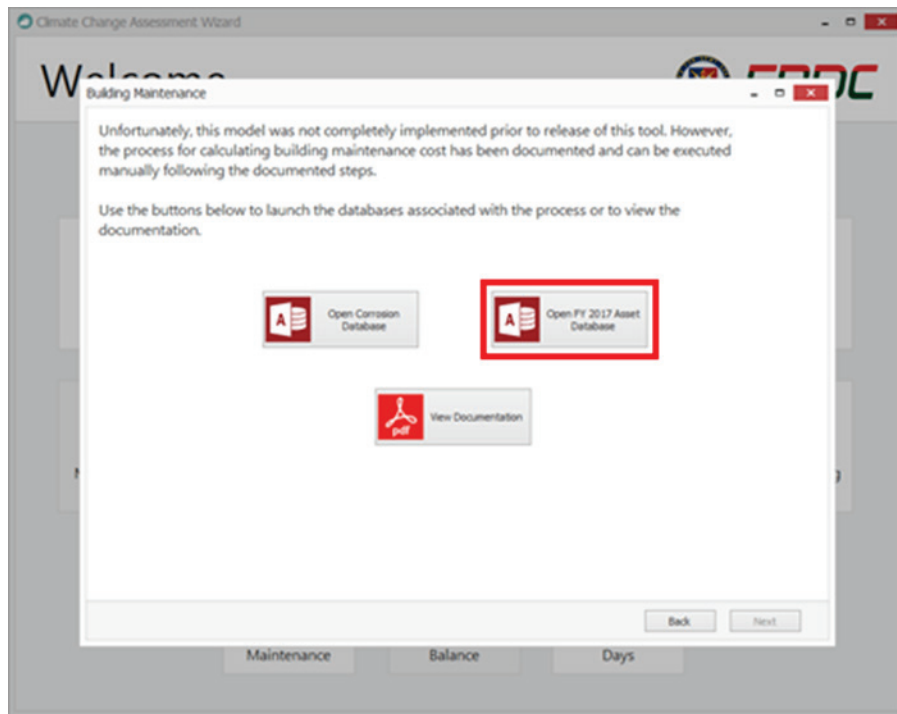 Climate Change Assessment Wizard
Building Maintenance
Unfortunately, this model was not completely implemented prior to release of this tool. However,
the process for calculating building maintenance cost has been documented and can be executed
manually following the documented steps.
Use the buttons below to launch the databases associated with the process or to view the
documentation.
Open Corrosion
Database
Open FY 2017 Asset
Database
pdf
View Documentation
Back
Next
Maintenance
Balance
Days